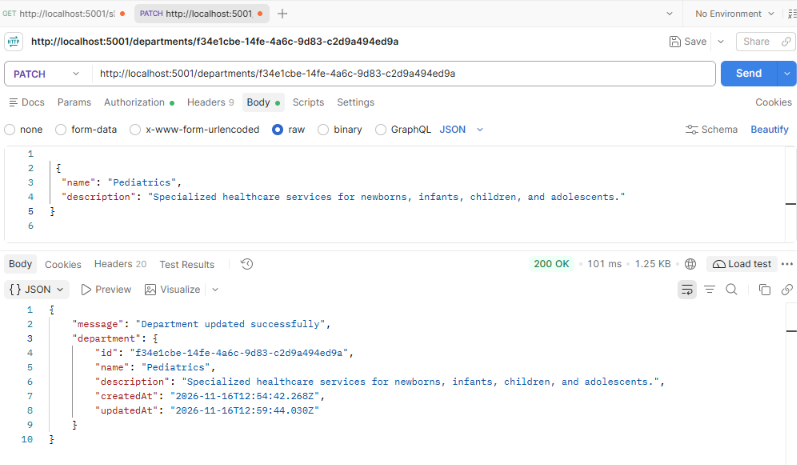 GET http://localhost:5001/sl
PATCH http://localhost:5001
No Environment
HTTP
http://localhost:5001/departments/f34e1cbe-14fe-4a6c-9d83-c2d9a494ed9a
Save
Share
PATCH
http://localhost:5001/departments/f34e1cbe-14fe-4a6c-9d83-c2d9a494ed9a
Send
Docs Params Authorization Headers 9 Body Scripts Settings Cookies
none form-data x-www-form-urlencoded raw binary GraphQL JSON Schema Beautify
1
2 {
3 "name": "Pediatrics",
4 "description": "Specialized healthcare services for newborns, infants, children, and adolescents."
5 }
6
Body Cookies Headers 20 Test Results 200 OK • 101 ms • 1.25 KB Load test
{} JSON Preview Visualize
1 {
2 "message": "Department updated successfully",
3 "department": {
4 "id": "f34e1cbe-14fe-4a6c-9d83-c2d9a494ed9a",
5 "name": "Pediatrics",
6 "description": "Specialized healthcare services for newborns, infants, children, and adolescents.",
7 "createdAt": "2026-11-16T12:54:42.268Z",
8 "updatedAt": "2026-11-16T12:59:44.030Z"
9 }
10 }